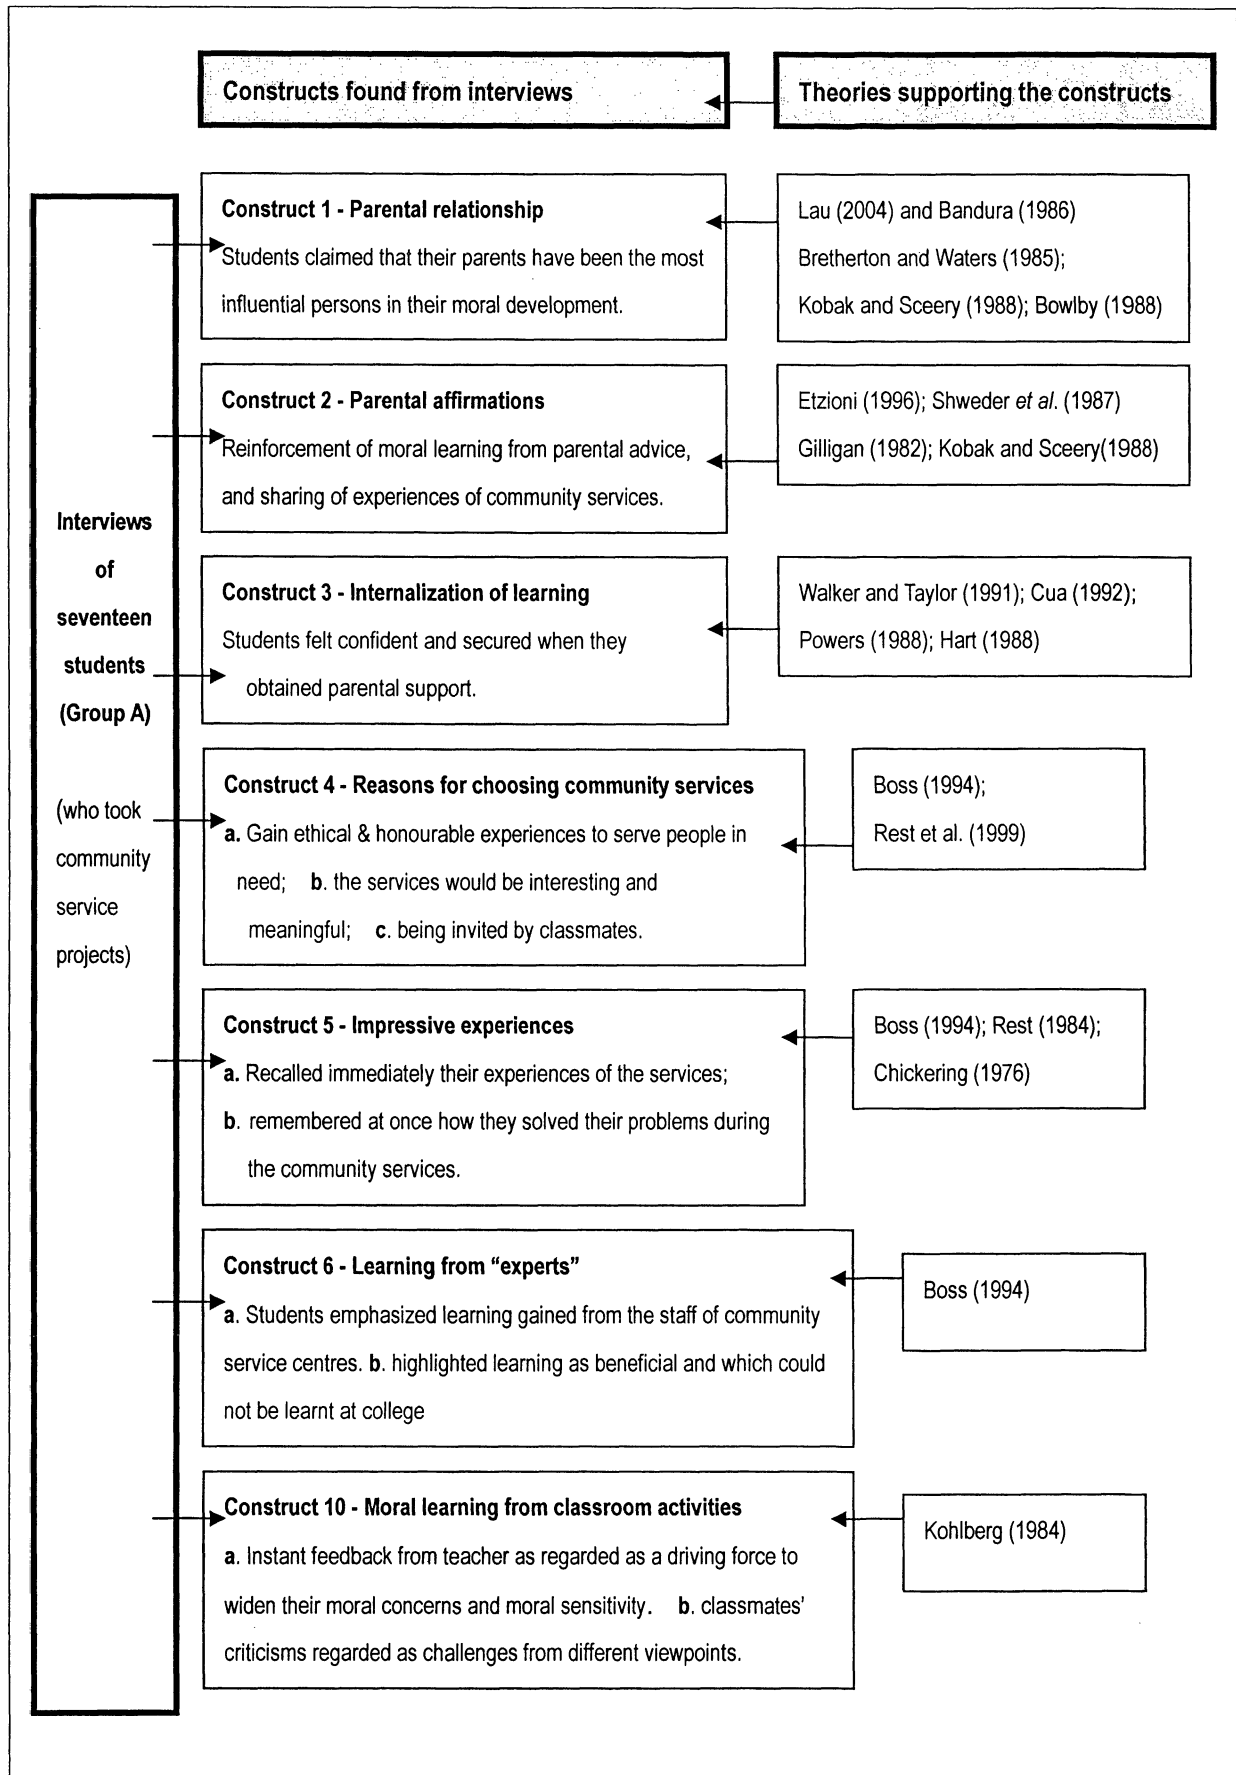 Constructs found from interviews
Theories supporting the constructs
Interviews
of
seventeen
students
(Group A)
(who took
community
service
projects)
Construct 1 - Parental relationship
Students claimed that their parents have been the most
influential persons in their moral development.
Lau (2004) and Bandura (1986)
Bretherton and Waters (1985);
Kobak and Sceery (1988); Bowlby (1988)
Construct 2 - Parental affirmations
Reinforcement of moral learning from parental advice,
and sharing of experiences of community services.
Etzioni (1996); Shweder et al. (1987)
Gilligan (1982); Kobak and Sceery(1988)
Construct 3 - Internalization of learning
Students felt confident and secured when they
obtained parental support.
Walker and Taylor (1991); Cua (1992);
Powers (1988); Hart (1988)
Construct 4 - Reasons for choosing community services
a. Gain ethical & honourable experiences to serve people in
need; b. the services would be interesting and
meaningful; c. being invited by classmates.
Boss (1994);
Rest et al. (1999)
Construct 5 - Impressive experiences
a. Recalled immediately their experiences of the services;
b. remembered at once how they solved their problems during
the community services.
Boss (1994); Rest (1984);
Chickering (1976)
Construct 6 - Learning from “experts”
a. Students emphasized learning gained from the staff of community
service centres. b. highlighted learning as beneficial and which could
not be learnt at college
Boss (1994)
Construct 10 - Moral learning from classroom activities
a. Instant feedback from teacher as regarded as a driving force to
widen their moral concerns and moral sensitivity. b. classmates’
criticisms regarded as challenges from different viewpoints.
Kohlberg (1984)